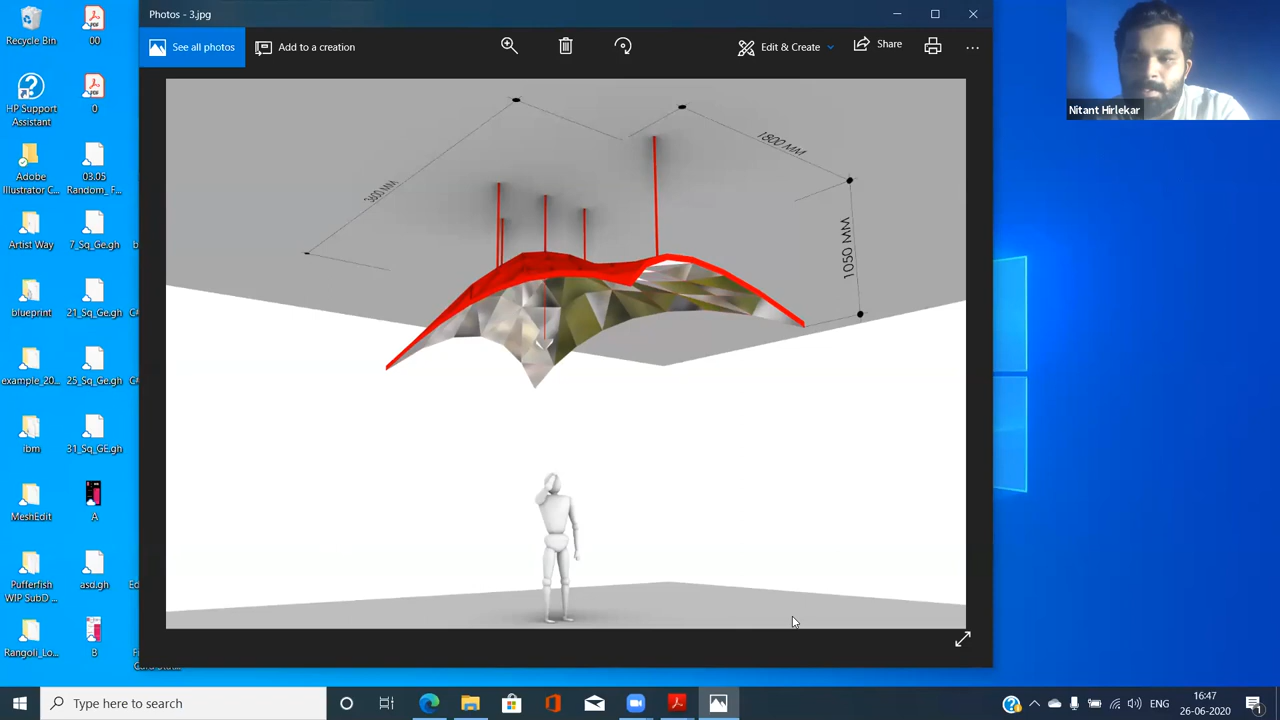 Photos - 3.jpg
See all photos
Add to a creation
Edit & Create
Share
Nitant Hirlekar
Recycle Bin
00
HP Support
Assistant
0
Adobe
Illustrator C...
03.05
Random_ F...
Artist Way
7_Sq_Ge.gh
blueprint
21_Sq_Ge.gh
example_20...
25_Sq_Ge.gh
ibm
31_Sq_GE.gh
MeshEdit
A
Pufferfish
WIP SubD ...
asd.gh
Rangoli_Lo...
B
1800 MM
1050 MM
Type here to search
ENG
16:47
26-06-2020
1